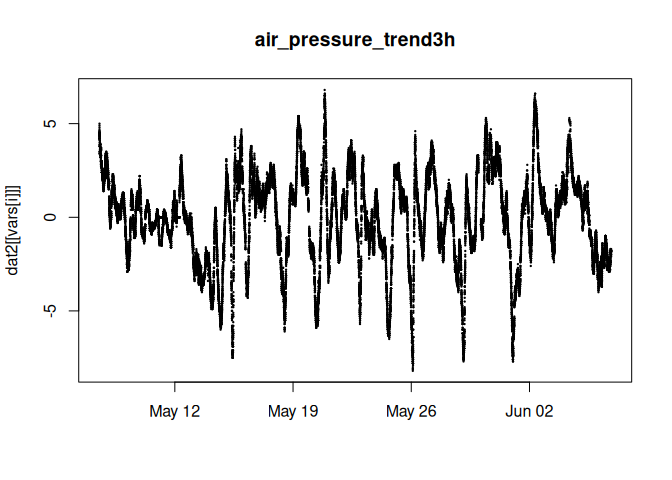 air_pressure_trend3h
dat2[[vars[i]]]
5
0
-5
May 12
May 19
May 26
Jun 02